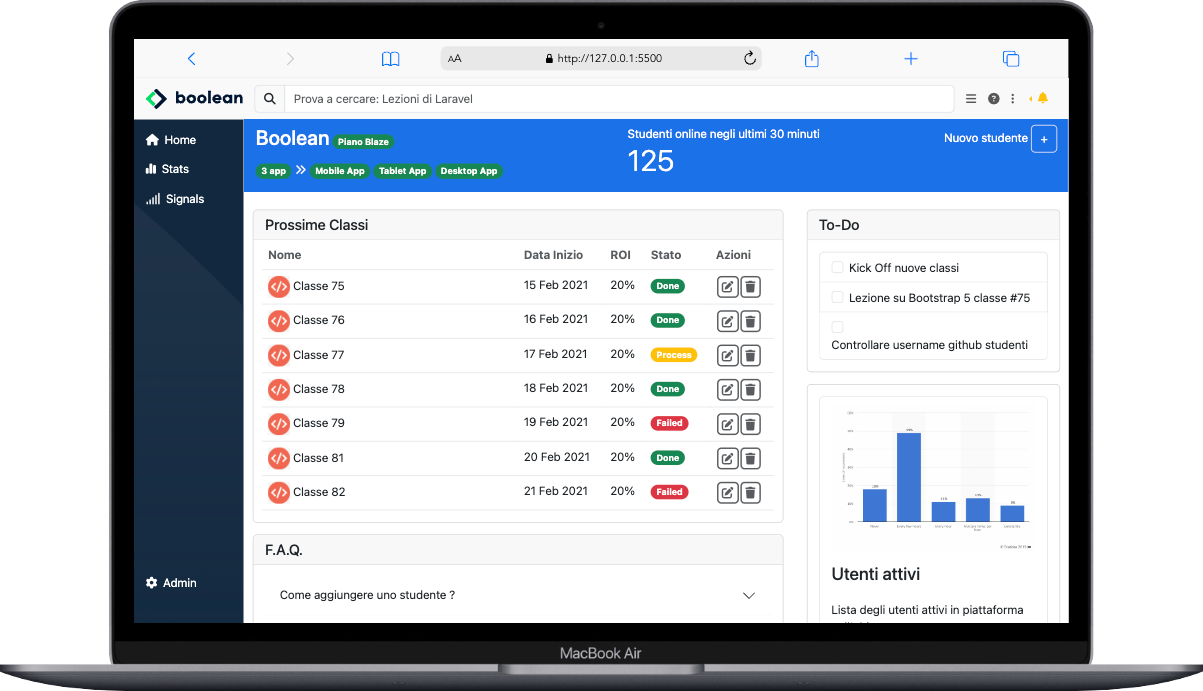 AA http://127.0.0.1:5500
boolean Prova a cercare: Lezioni di Laravel
Home
Stats
Signals
Admin
Boolean Piano Blaze
3 app Mobile App Tablet App Desktop App
Studenti online negli ultimi 30 minuti
125
Nuovo studente +
Prossime Classi
Nome Data Inizio ROI Stato Azioni
Classe 75 15 Feb 2021 20% Done
Classe 76 16 Feb 2021 20% Done
Classe 77 17 Feb 2021 20% Process
Classe 78 18 Feb 2021 20% Done
Classe 79 19 Feb 2021 20% Failed
Classe 81 20 Feb 2021 20% Done
Classe 82 21 Feb 2021 20% Failed
F.A.Q.
Come aggiungere uno studente ?
To-Do
Kick Off nuove classi
Lezione su Bootstrap 5 classe #75
Controllare username github studenti
Utenti attivi
Lista degli utenti attivi in piattaforma
MacBook Air